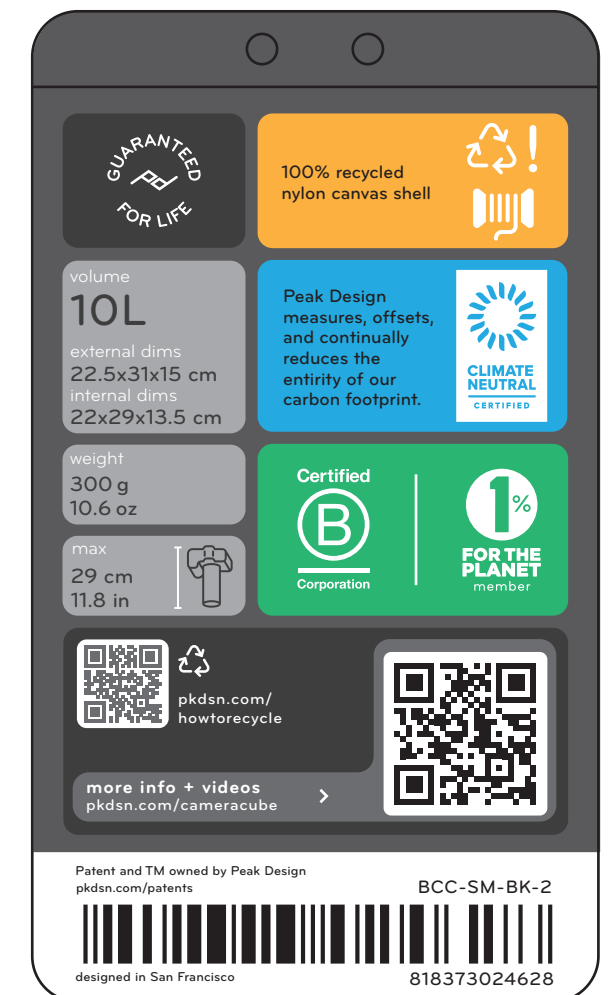 GUARANTEED
FOR LIFE
100% recycled
nylon canvas shell
volume
10L
external dims
22.5x31x15 cm
internal dims
22x29x13.5 cm
Peak Design
measures, offsets,
and continually
reduces the
entirity of our
carbon footprint.
CLIMATE
NEUTRAL
CERTIFIED
weight
300 g
10.6 oz
max
29 cm
11.8 in
Certified
B
Corporation
1%
FOR THE
PLANET
member
pkdsn.com/
howtorecycle
more info + videos
pkdsn.com/cameracube
Patent and TM owned by Peak Design
pkdsn.com/patents
BCC-SM-BK-2
designed in San Francisco
818373024628